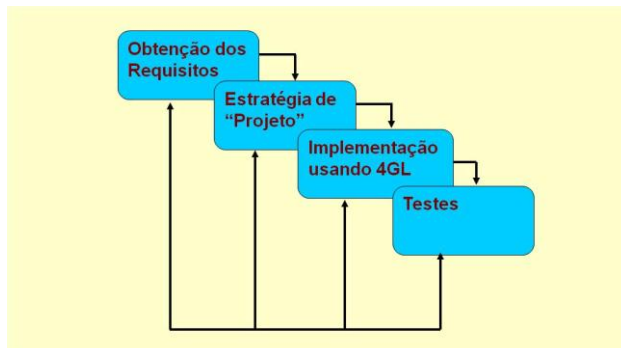 Obtenção dos
Requisitos
Estratégia de
“Projeto”
Implementação
usando 4GL
Testes